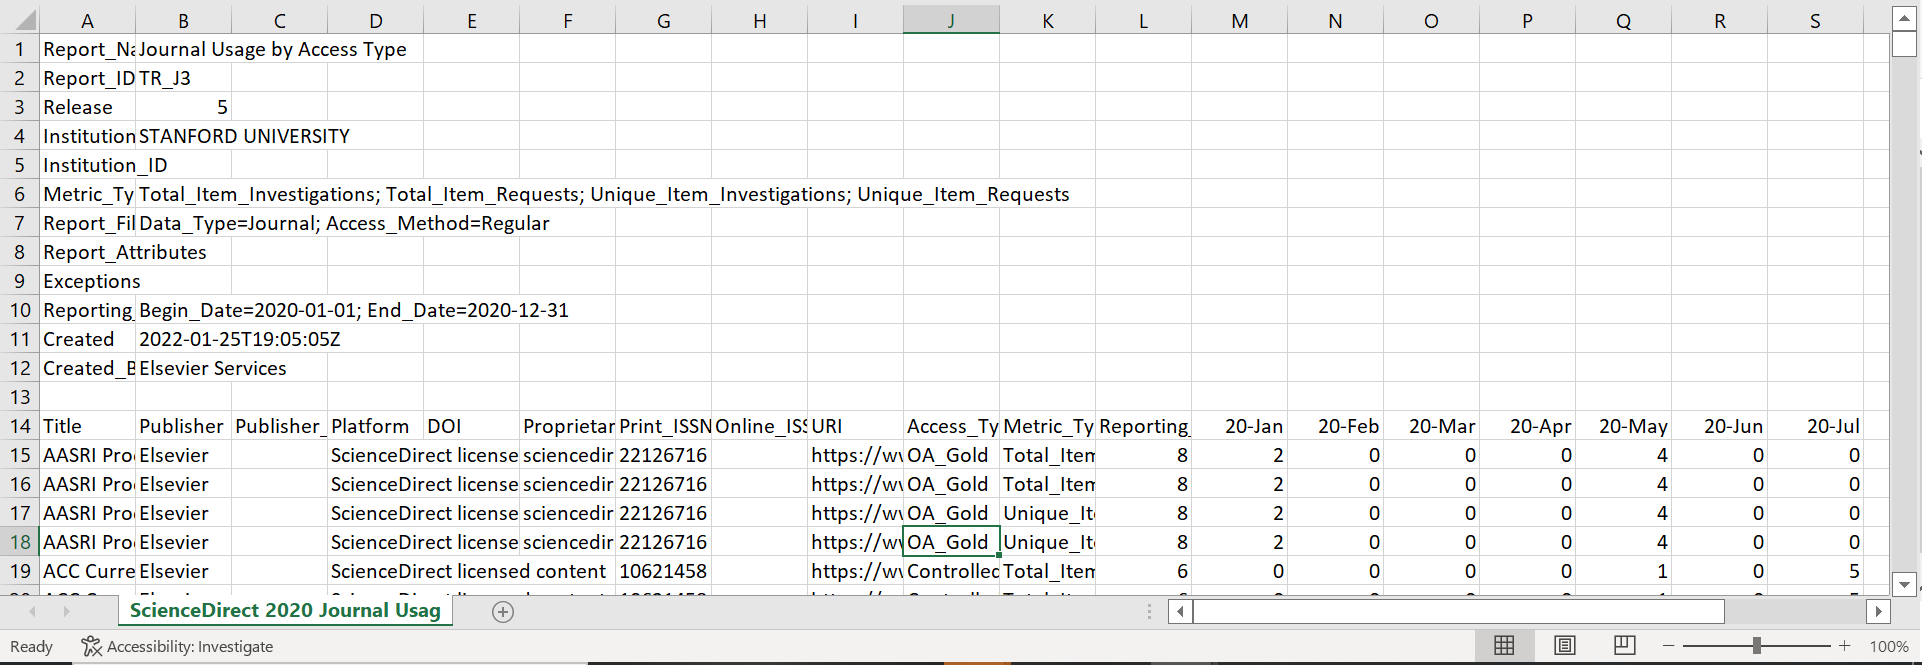 A B C D E F G H I J K L M N O P Q R S
1 Report_Na Journal Usage by Access Type
2 Report_ID TR_J3
3 Release 5
4 Institution STANFORD UNIVERSITY
5 Institution_ID
6 Metric_Ty Total_Item_Investigations; Total_Item_Requests; Unique_Item_Investigations; Unique_Item_Requests
7 Report_Fil Data_Type=Journal; Access_Method=Regular
8 Report_Attributes
9 Exceptions
10 Reporting_ Begin_Date=2020-01-01; End_Date=2020-12-31
11 Created 2022-01-25T19:05:05Z
12 Created_B Elsevier Services
13
14 Title Publisher Publisher_ Platform DOI Proprietar Print_ISSN Online_ISS URI Access_Ty Metric_Ty Reporting_ 20-Jan 20-Feb 20-Mar 20-Apr 20-May 20-Jun 20-Jul
15 AASRI Pro Elsevier ScienceDirect license sciencedir 22126716 https://w OA_Gold Total_Item 8 2 0 0 0 4 0 0
16 AASRI Pro Elsevier ScienceDirect license sciencedir 22126716 https://w OA_Gold Total_Item 8 2 0 0 0 4 0 0
17 AASRI Pro Elsevier ScienceDirect license sciencedir 22126716 https://w OA_Gold Unique_It 8 2 0 0 0 4 0 0
18 AASRI Pro Elsevier ScienceDirect license sciencedir 22126716 https://w OA_Gold Unique_It 8 2 0 0 0 4 0 0
19 ACC Curre Elsevier ScienceDirect licensed content 10621458 https://w Controlled Total_Item 6 0 0 0 0 1 0 5
ScienceDirect 2020 Journal Usag
Ready Accessibility: Investigate 100%